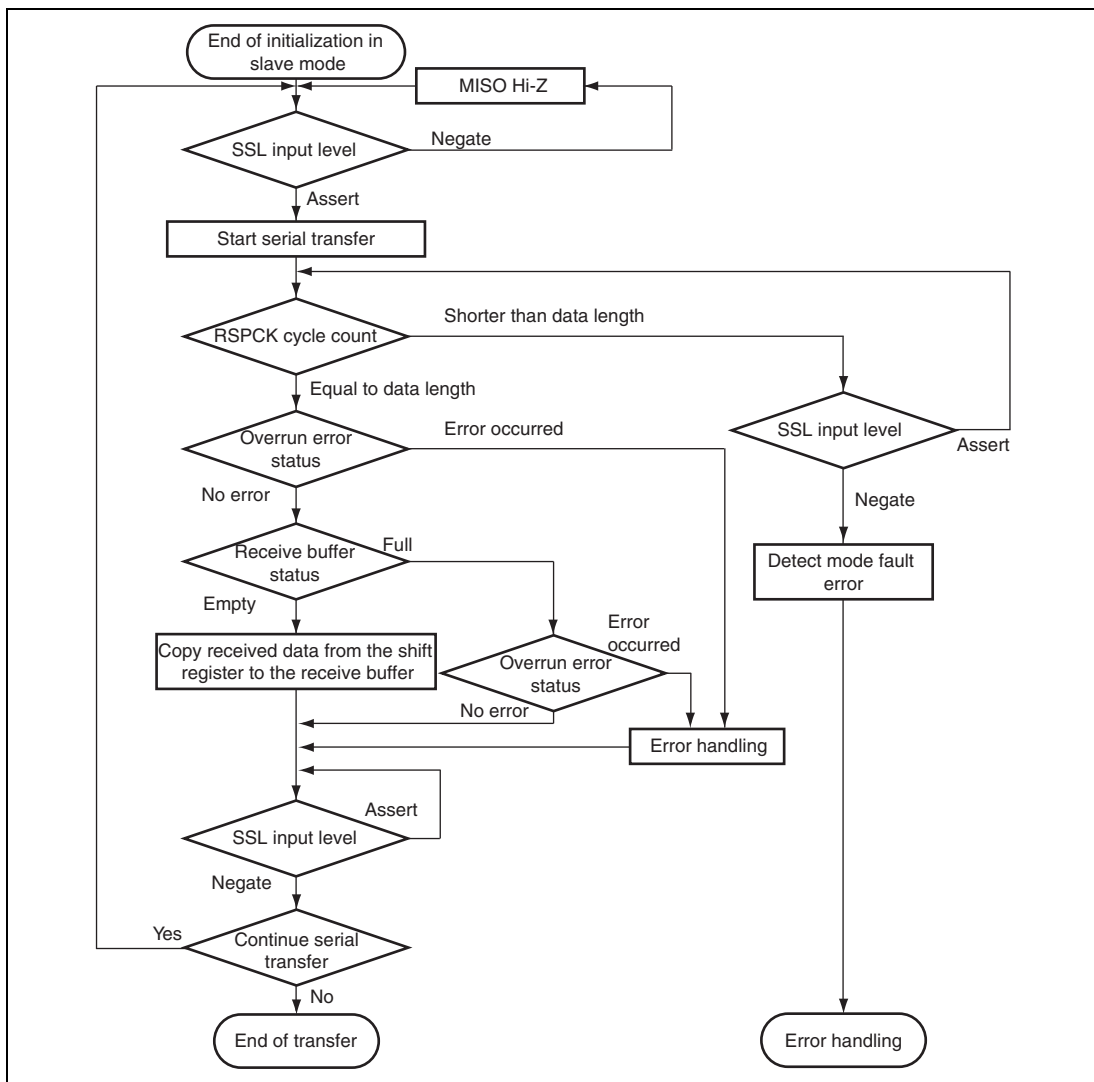 End of initialization in
slave mode
MISO Hi-Z
SSL input level
Negate
Assert
Start serial transfer
RSPCK cycle count
Shorter than data length
Equal to data length
SSL input level
Assert
Negate
Detect mode fault
error
Overrun error
status
Error occurred
No error
Receive buffer
status
Full
Empty
Copy received data from the shift
register to the receive buffer
Error
occurred
Overrun error
status
No error
Error handling
SSL input level
Assert
Negate
Yes
Continue serial
transfer
No
End of transfer
Error handling